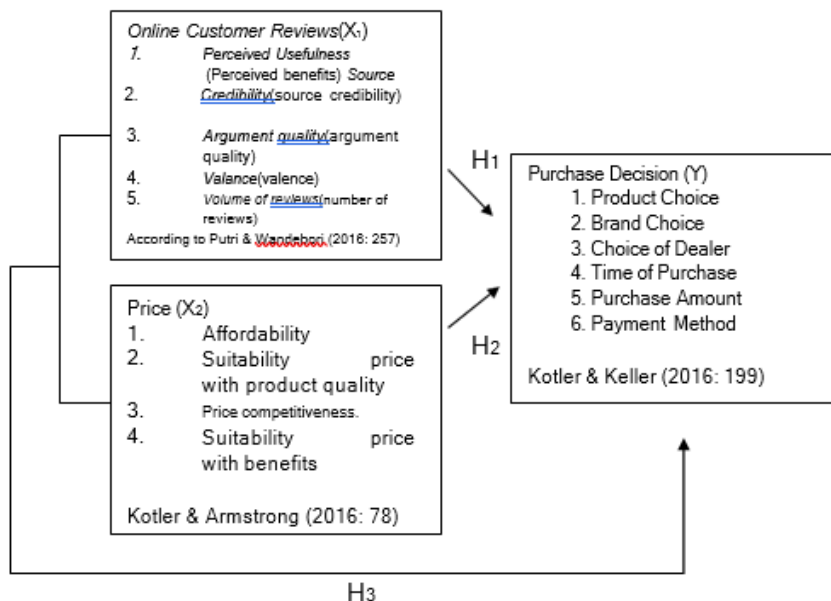 Online Customer Reviews(X₁)
1. Perceived Usefulness
(Perceived benefits) Source
2. Credibility(source credibility)
3. Argument quality(argument
quality)
4. Valance(valence)
5. Volume of reviews(number of
reviews)
According to Putri & Wandebori (2016: 257)
H₁
Purchase Decision (Y)
1. Product Choice
2. Brand Choice
3. Choice of Dealer
4. Time of Purchase
5. Purchase Amount
6. Payment Method
Kotler & Keller (2016: 199)
Price (X₂)
1. Affordability
2. Suitability price
with product quality
3. Price competitiveness.
4. Suitability price
with benefits
Kotler & Armstrong (2016: 78)
H₂
H₃